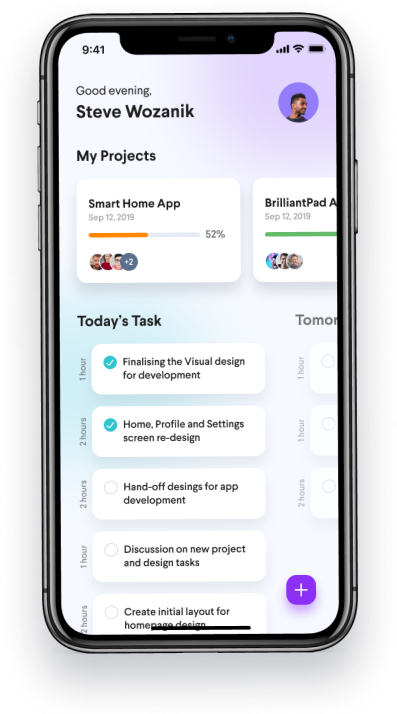 9:41
Good evening,
Steve Wozanik
My Projects
Smart Home App
Sep 12, 2019
52%
+2
BrilliantPad A
Sep 12, 2019
Today's Task
Tomor
1 hour
Finalising the Visual design
for development
2 hours
Home, Profile and Settings
screen re-design
2 hours
Hand-off desings for app
development
1 hour
Discussion on new project
and design tasks
2 hours
Create initial layout for
homepage design
1 hour
1 hour
2 hours